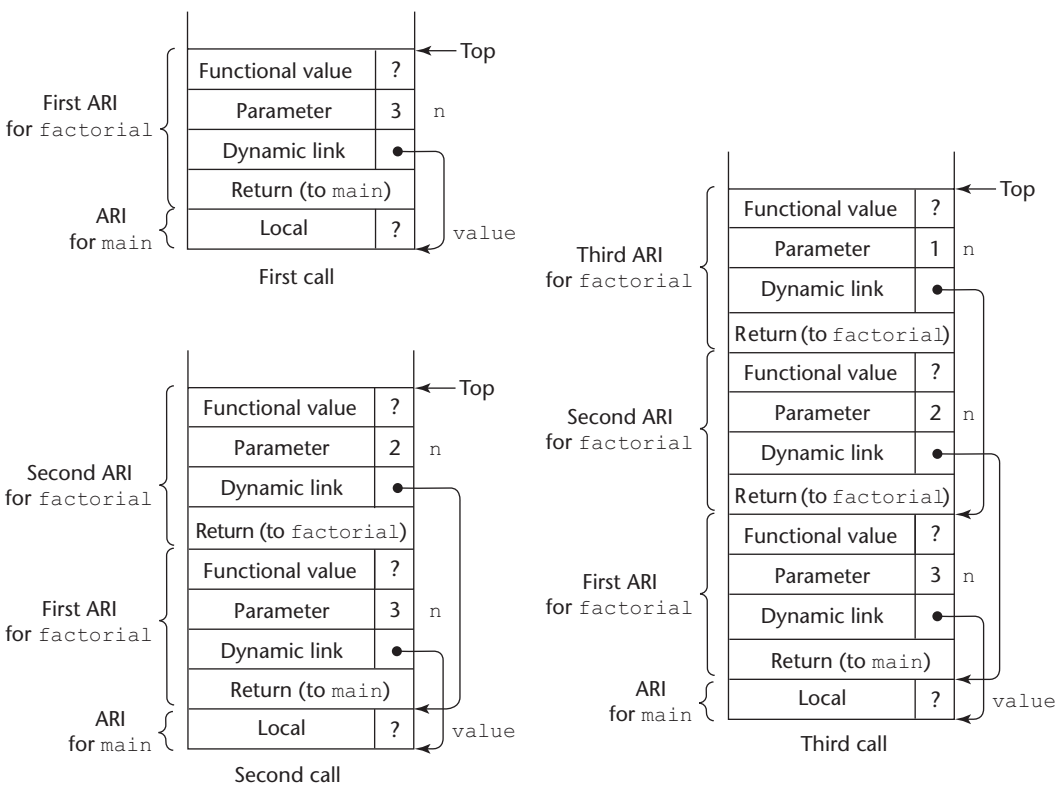 Top
Functional value ?
First ARI
for factorial
Parameter 3 n
Dynamic link
Return (to main)
ARI
for main
Local ? value
First call
Top
Second ARI
for factorial
Functional value ?
Parameter 2 n
Dynamic link
Return (to factorial)
First ARI
for factorial
Functional value ?
Parameter 3 n
Dynamic link
Return (to main)
ARI
for main
Local ? value
Second call
Top
Third ARI
for factorial
Functional value ?
Parameter 1 n
Dynamic link
Return (to factorial)
Second ARI
for factorial
Functional value ?
Parameter 2 n
Dynamic link
Return (to factorial)
First ARI
for factorial
Functional value ?
Parameter 3 n
Dynamic link
Return (to main)
ARI
for main
Local ? value
Third call